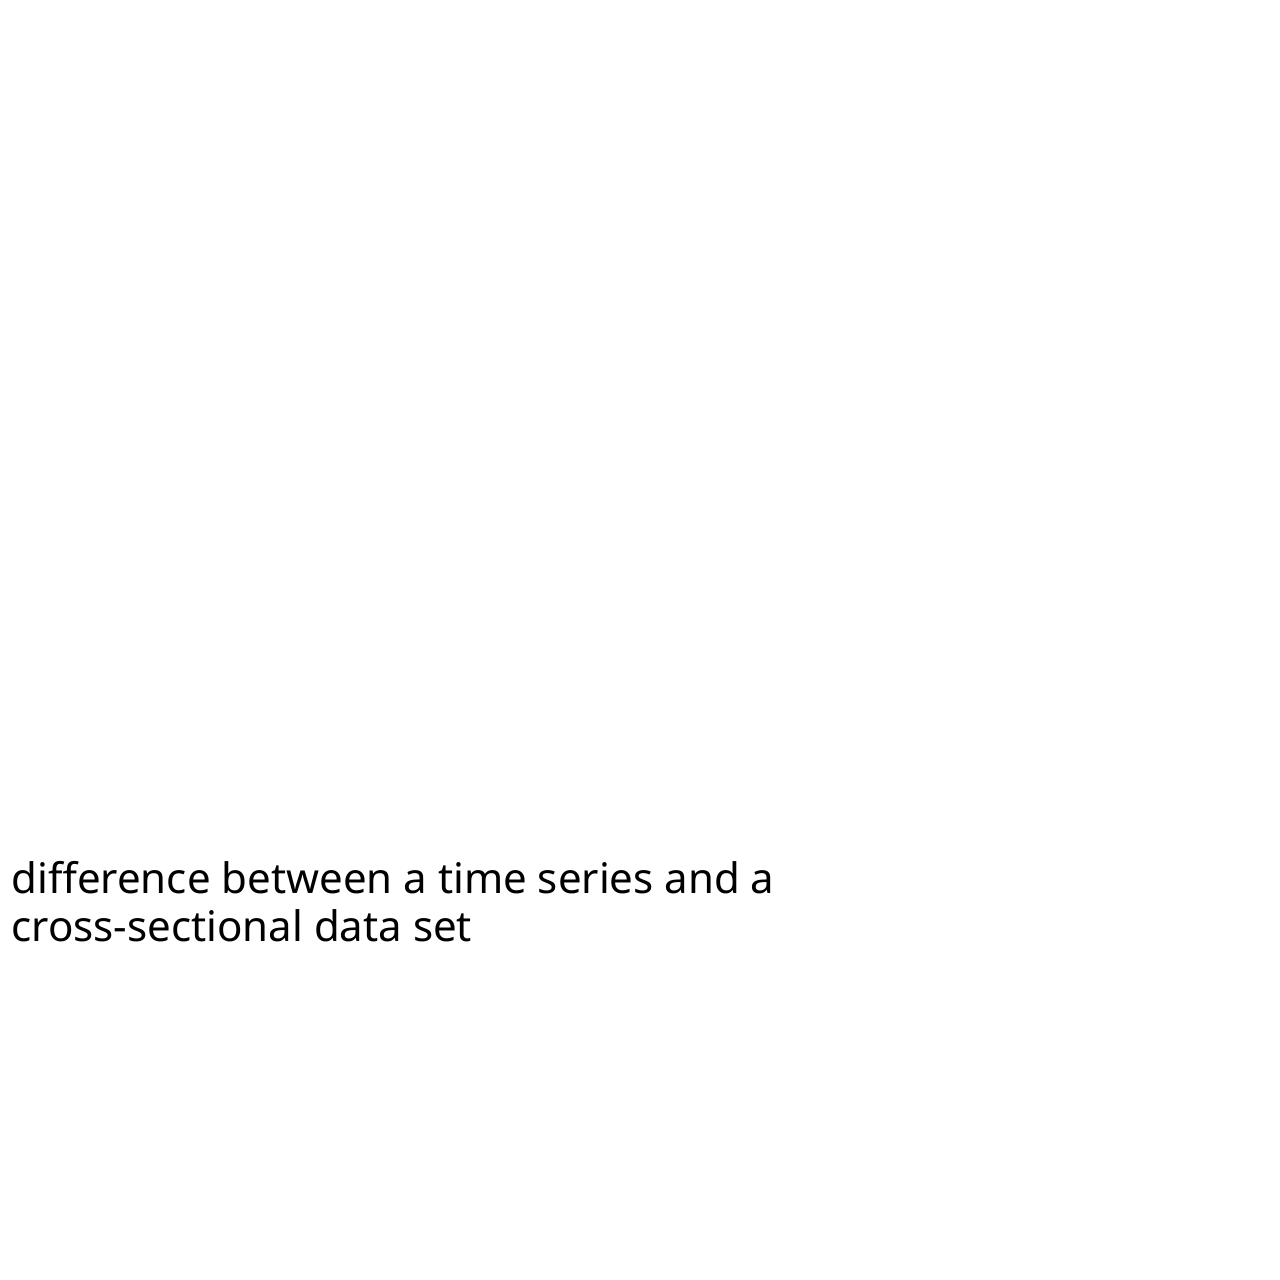 difference between a time series and a
cross-sectional data set